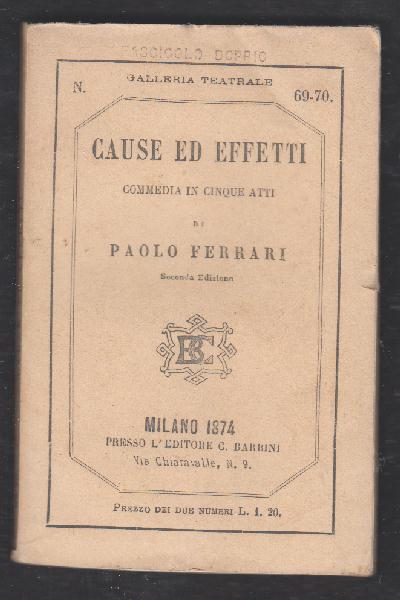 FASCICOLO DOPPIO
GALLERIA TEATRALE
N. 69-70.
CAUSE ED EFFETTI
COMMEDIA IN CINQUE ATTI
DI
PAOLO FERRARI
Seconda Edizione
BC
MILANO 1874
PRESSO L'EDITORE C. BARBINI
Via Chiaravalle, N. 9.
PREZZO DEI DUE NUMERI L. 1. 20.